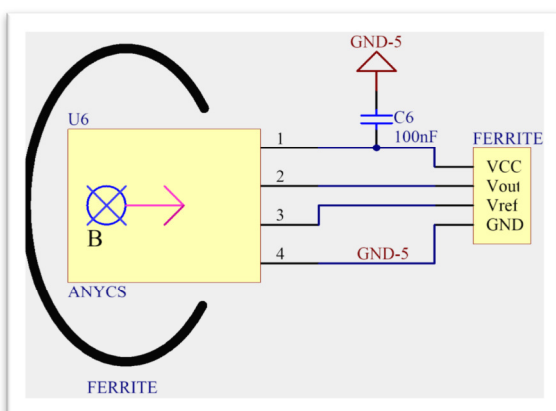 GND-5
C6
100nF
U6
1
2
3
4
B
ANYCS
GND-5
FERRITE
VCC
Vout
Vref
GND
FERRITE